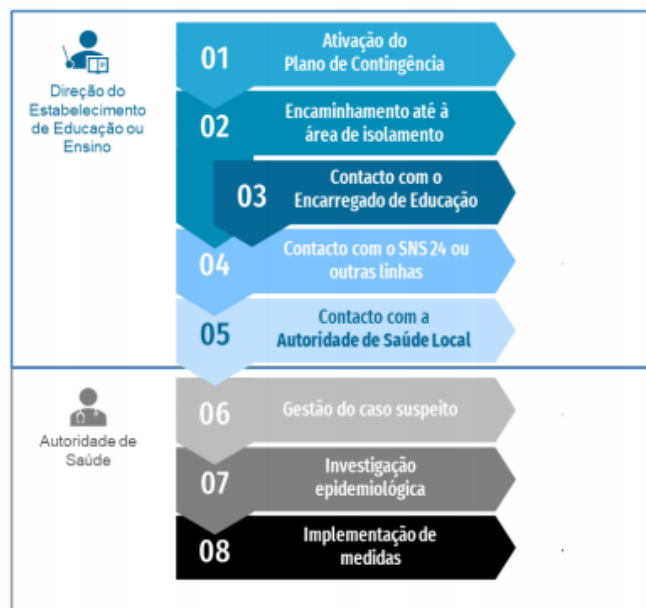 Direção do
Estabelecimento
de Educação ou
Ensino
01
Ativação do
Plano de Contingência
02
Encaminhamento até à
área de isolamento
03
Contacto com o
Encarregado de Educação
04
Contacto com o SNS 24 ou
outras linhas
05
Contacto com a
Autoridade de Saúde Local
Autoridade de
Saúde
06
Gestão do caso suspeito
07
Investigação
epidemiológica
08
Implementação de
medidas